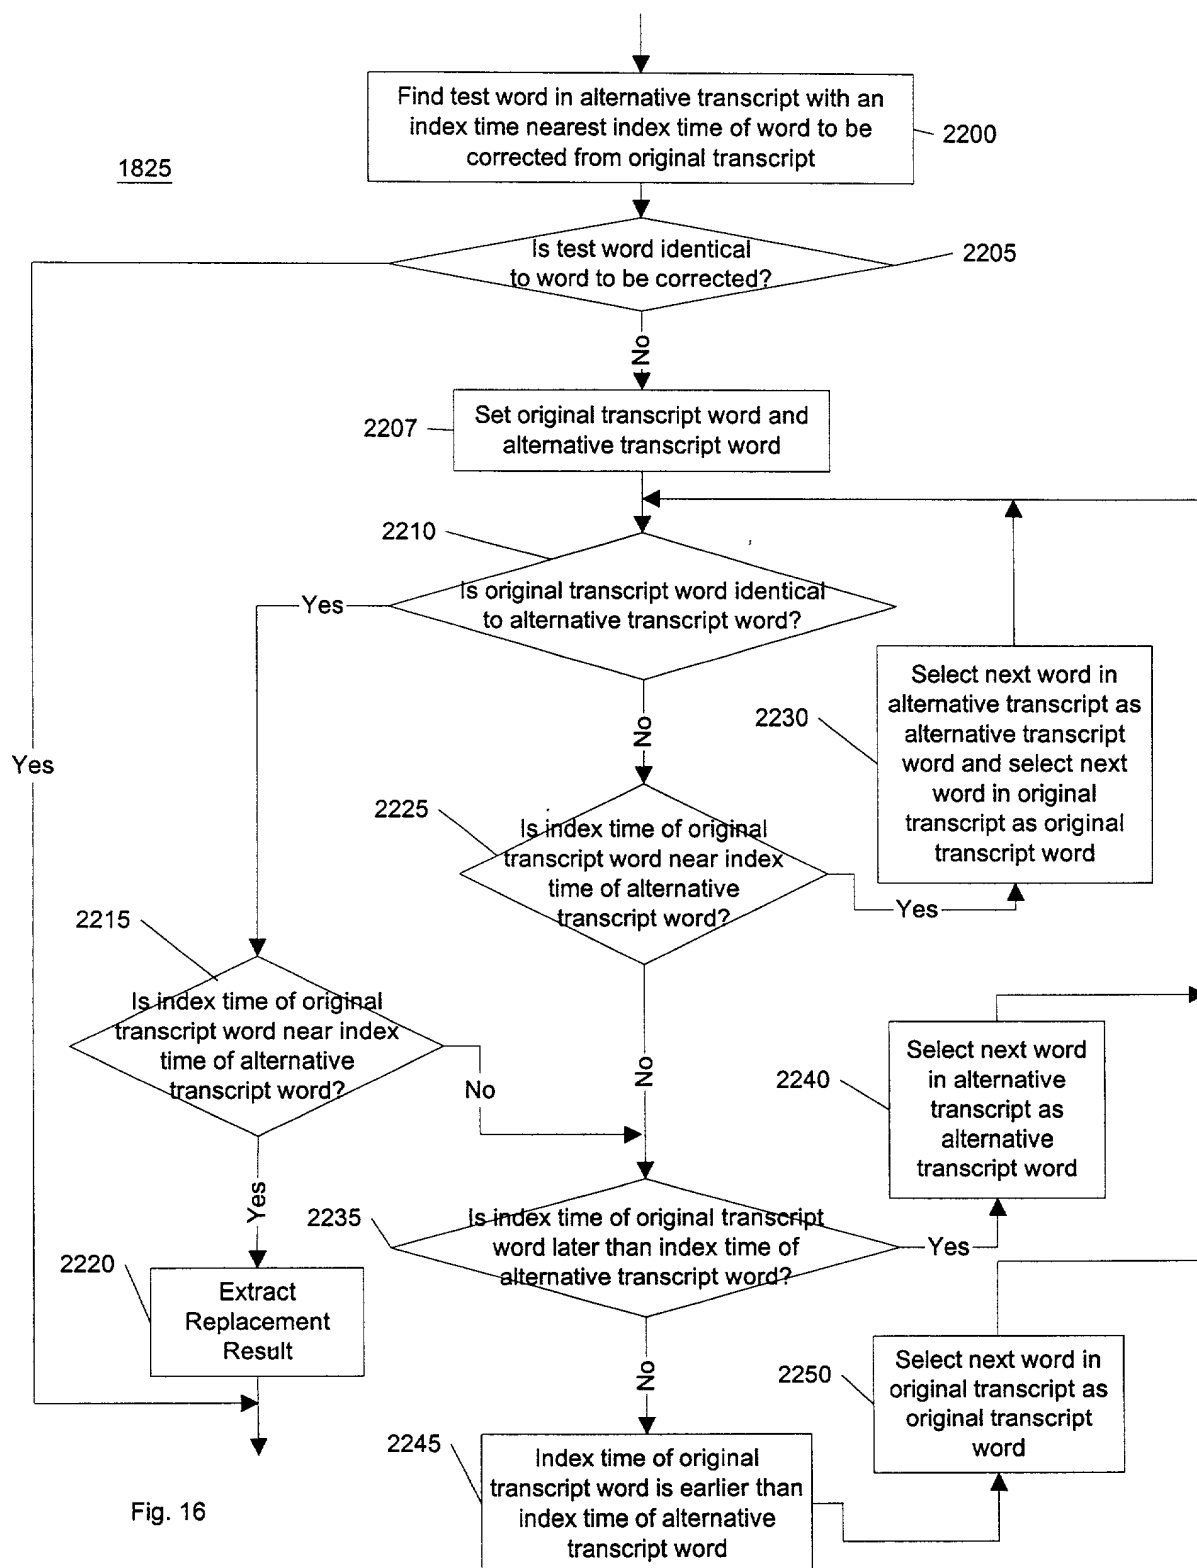 Find test word in alternative transcript with an
index time nearest index time of word to be
corrected from original transcript
2200
1825
Is test word identical
to word to be corrected?
2205
No
Set original transcript word and
alternative transcript word
2207
2210
Is original transcript word identical
to alternative transcript word?
Yes
No
Select next word in
alternative transcript as
alternative transcript
word and select next
word in original
transcript as original
transcript word
2230
Yes
2225
Is index time of original
transcript word near index
time of alternative
transcript word?
Yes
2215
Is index time of original
transcript word near index
time of alternative
transcript word?
No
No
Select next word
in alternative
transcript as
alternative
transcript word
2240
Yes
2235
Is index time of original transcript
word later than index time of
alternative transcript word?
Yes
2220
Extract
Replacement
Result
No
Select next word in
original transcript as
original transcript
word
2250
2245
Index time of original
transcript word is earlier than
index time of alternative
transcript word
Fig. 16